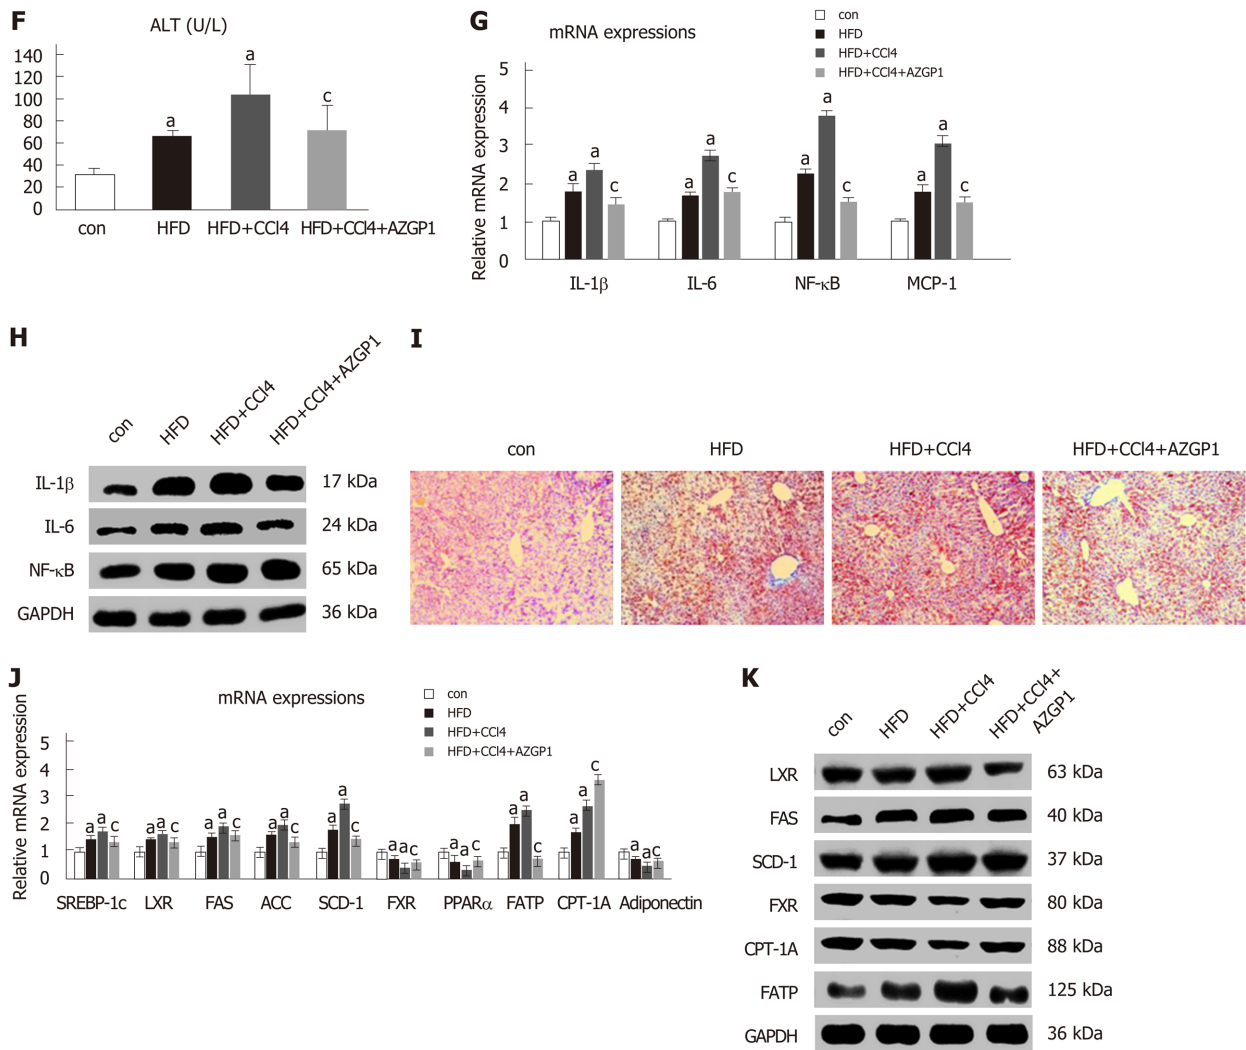 F
ALT (U/L)
140
120
100
80
60
40
20
0
a
a
c
con
HFD
HFD+CCl4
HFD+CCl4+AZGP1
G
mRNA expressions
con
HFD
HFD+CCl4
HFD+CCl4+AZGP1
Relative mRNA expression
5
4
3
2
1
0
a a c
a a c
a a c
a a c
IL-1β
IL-6
NF-κB
MCP-1
H
con
HFD
HFD+CCl4
HFD+CCl4+AZGP1
IL-1β 17 kDa
IL-6 24 kDa
NF-κB 65 kDa
GAPDH 36 kDa
I
con
HFD
HFD+CCl4
HFD+CCl4+AZGP1
J
mRNA expressions
con
HFD
HFD+CCl4
HFD+CCl4+AZGP1
Relative mRNA expression
5
4
3
2
1
0
a a c
a a c
a a c
a a c
a a c
a a c
a a c
a a c
a a c
a a c
SREBP-1c
LXR
FAS
ACC
SCD-1
FXR
PPARα
FATP
CPT-1A
Adiponectin
K
con
HFD
HFD+CCl4
HFD+CCl4+
AZGP1
LXR 63 kDa
FAS 40 kDa
SCD-1 37 kDa
FXR 80 kDa
CPT-1A 88 kDa
FATP 125 kDa
GAPDH 36 kDa